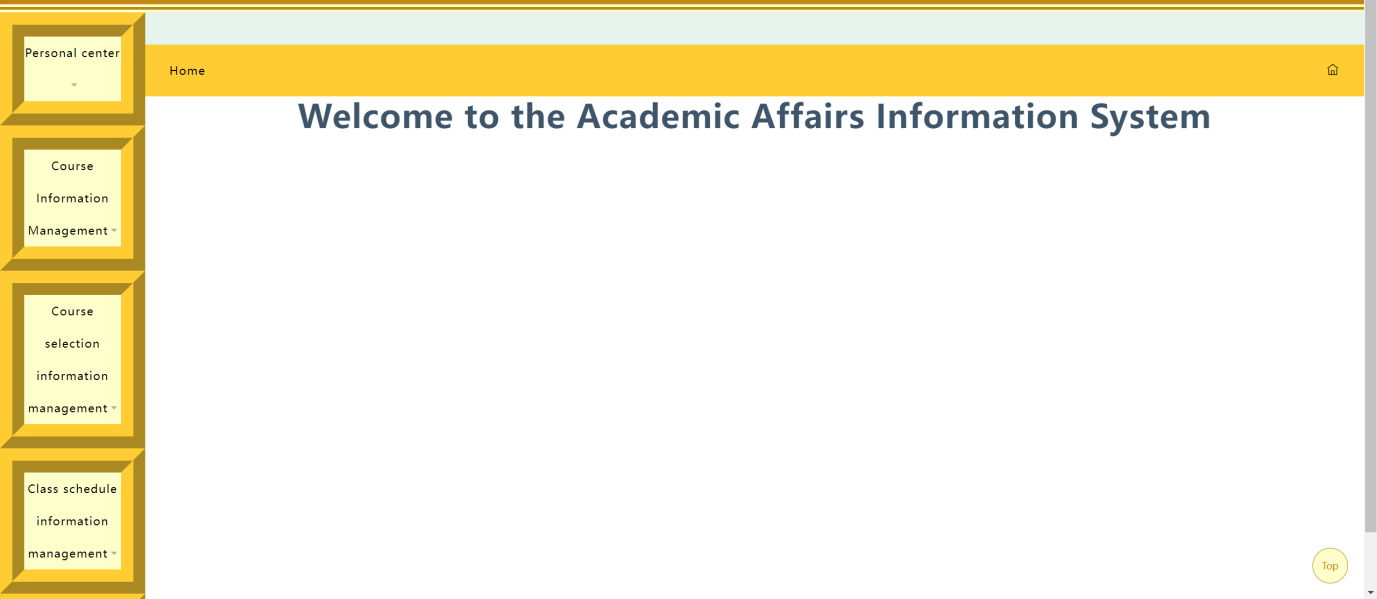 Personal center
Course
Information
Management
Course
selection
information
management
Class schedule
information
management
Home
Welcome to the Academic Affairs Information System
Top